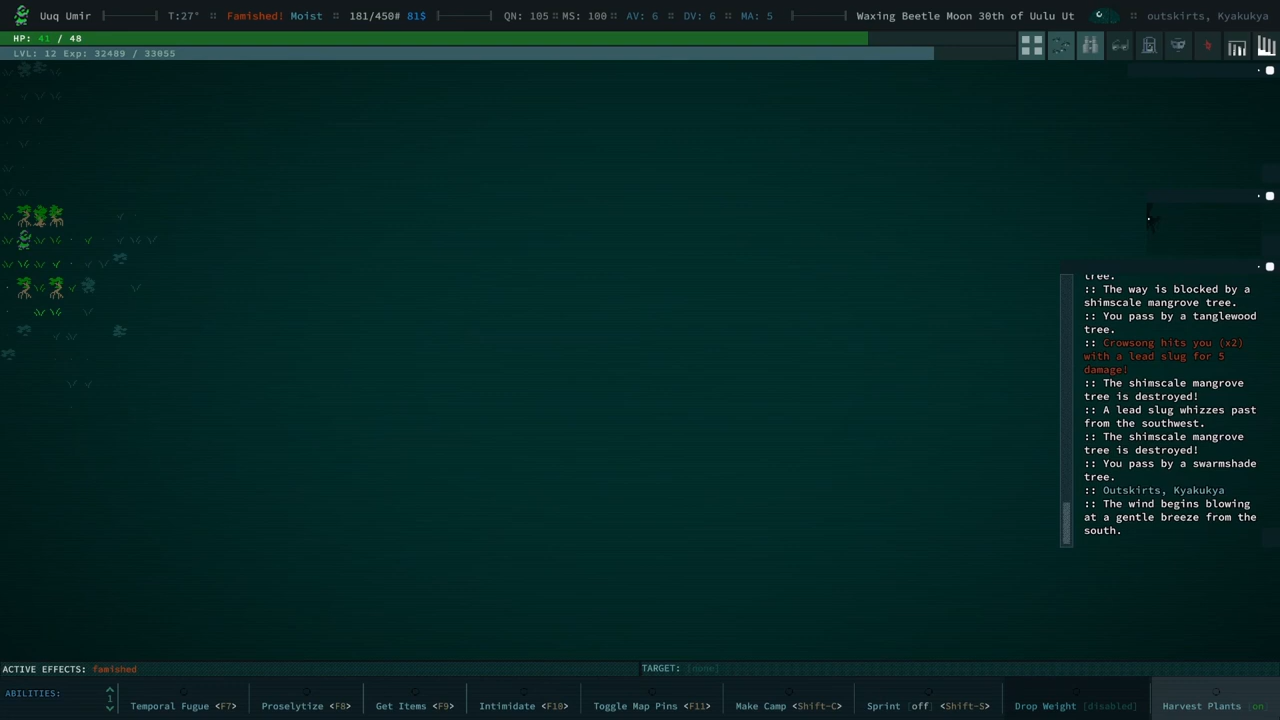 Uuq Umir T:27° Famished! Moist 181/450# 81$ QN: 105 MS: 100 AV: 6 DV: 6 MA: 5 Waxing Beetle Moon 30th of Uulu Ut outskirts, Kyakukya
HP: 41 / 48
LVL: 12 Exp: 32489 / 33055
tree.
:: The way is blocked by a
shimscale mangrove tree.
:: You pass by a tanglewood
tree.
:: Crowsong hits you (x2)
with a lead slug for 5
damage!
:: The shimscale mangrove
tree is destroyed!
:: A lead slug whizzes past
from the southwest.
:: The shimscale mangrove
tree is destroyed!
:: You pass by a swarmshade
tree.
:: Outskirts, Kyakukya
:: The wind begins blowing
at a gentle breeze from the
south.
ACTIVE EFFECTS: famished TARGET: [none]
ABILITIES: 1 Temporal Fugue <F7> Proselytize <F8> Get Items <F9> Intimidate <F10> Toggle Map Pins <F11> Make Camp <Shift-C> Sprint [off] <Shift-S> Drop Weight [disabled] Harvest Plants [on]